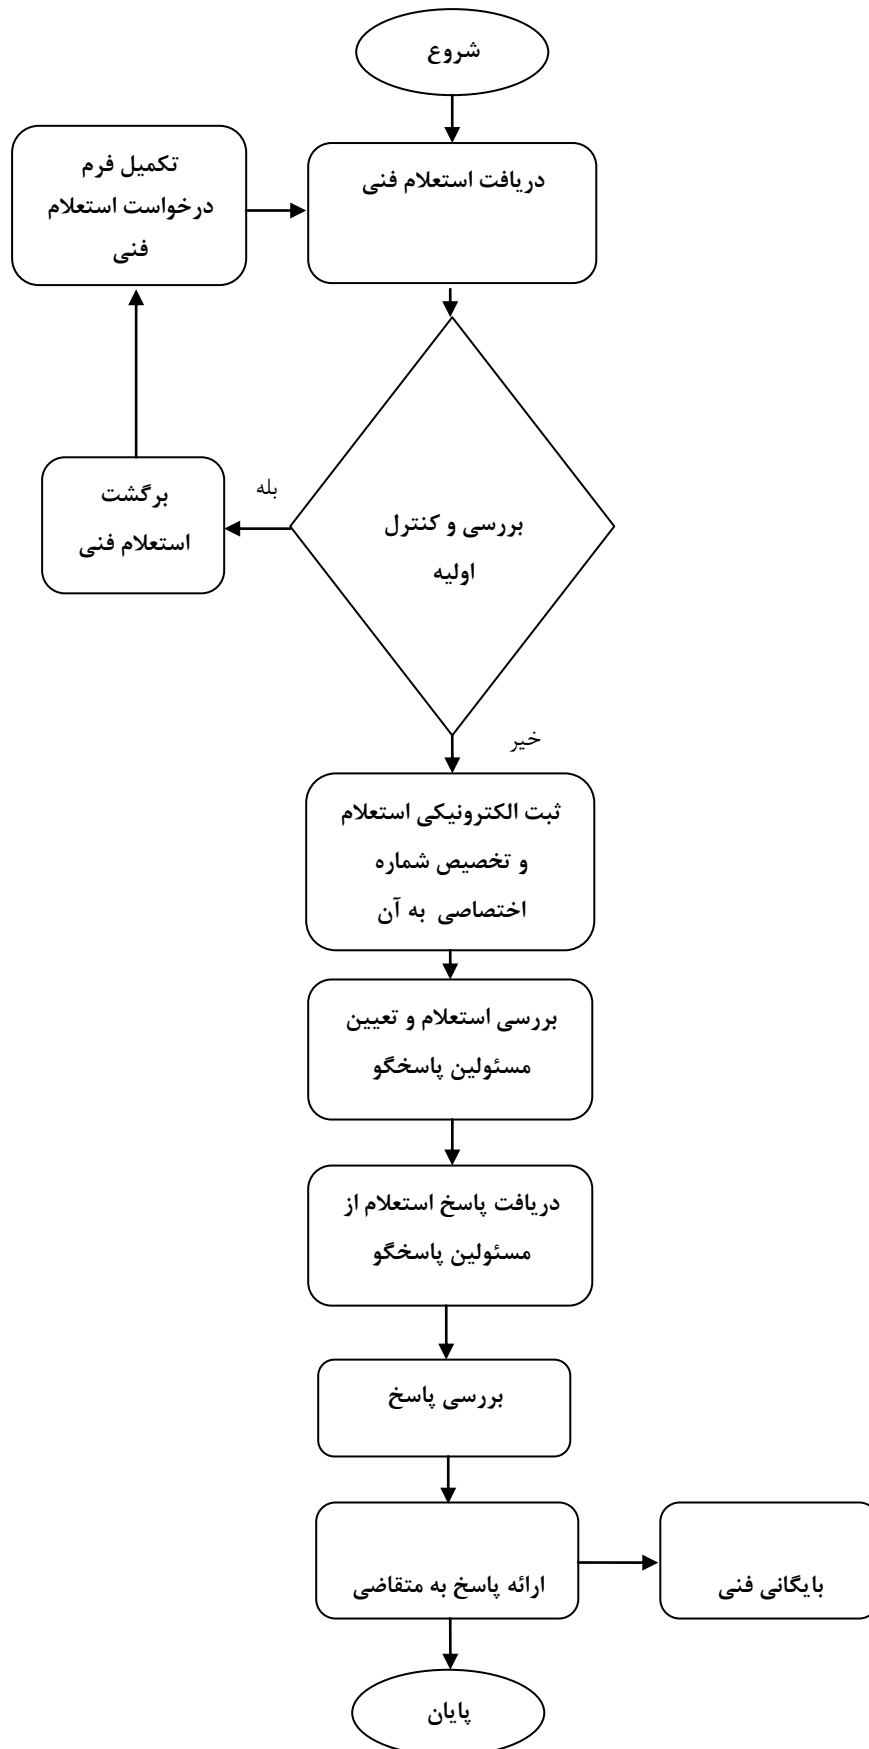 شروع
دریافت استعلام فنی
تکمیل فرم
درخواست استعلام
فنی
بررسی و کنترل
اولیه
بله
برگشت
استعلام فنی
خیر
ثبت الکترونیکی استعلام
و تخصیص شماره
اختصاصی به آن
بررسی استعلام و تعیین
مسئولین پاسخگو
دریافت پاسخ استعلام از
مسئولین پاسخگو
بررسی پاسخ
ارائه پاسخ به متقاضی
بایگانی فنی
پایان